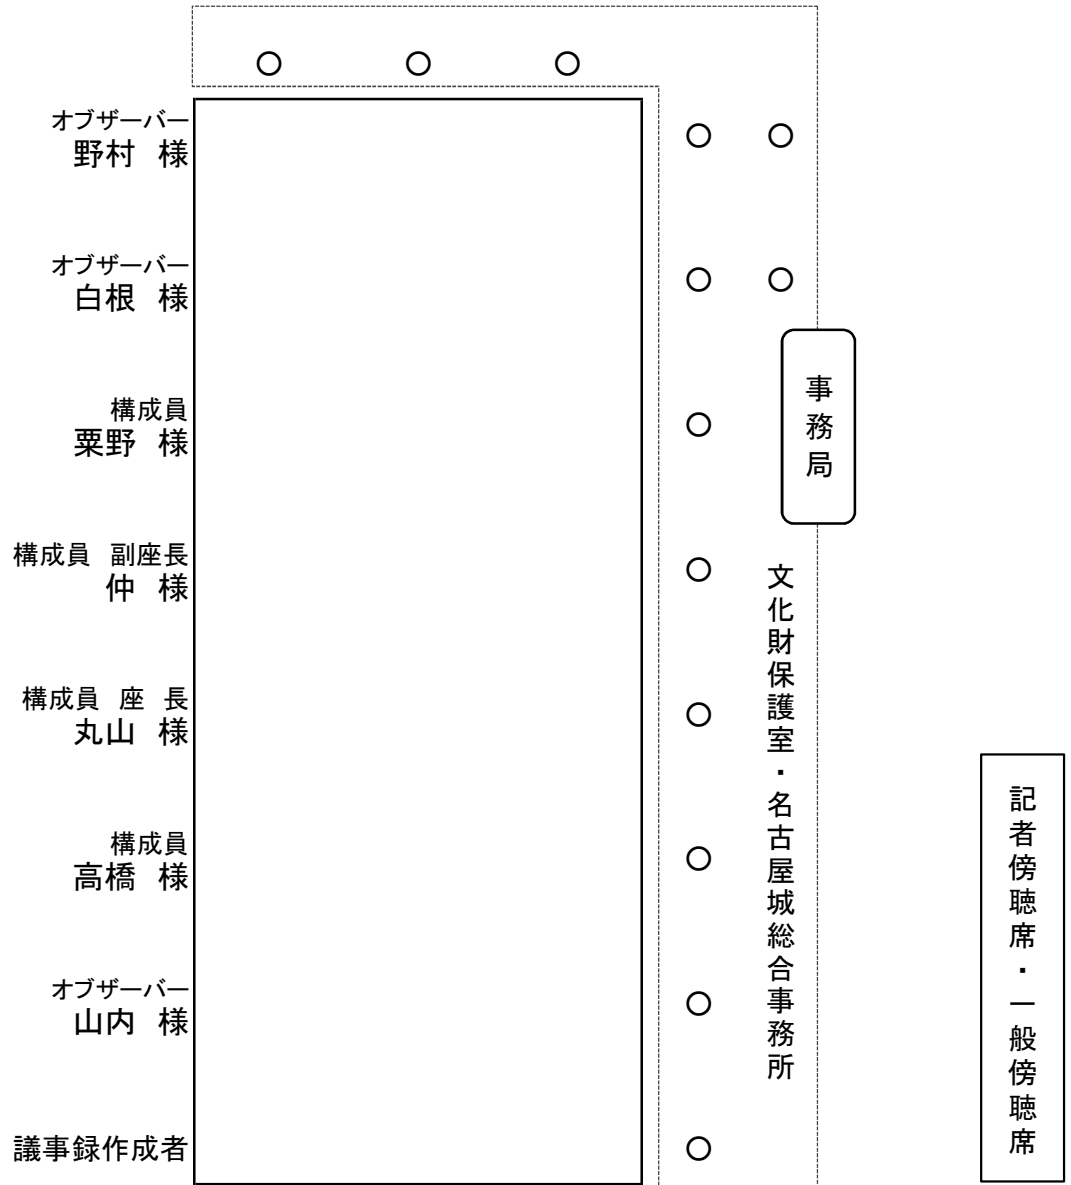 オブザーバー
野村 様
オブザーバー
白根 様
構成員
粟野 様
構成員 副座長
仲 様
構成員 座 長
丸山 様
構成員
高橋 様
オブザーバー
山内 様
議事録作成者
事務局
文化財保護室・名古屋城総合事務所
記者傍聴席・一般傍聴席